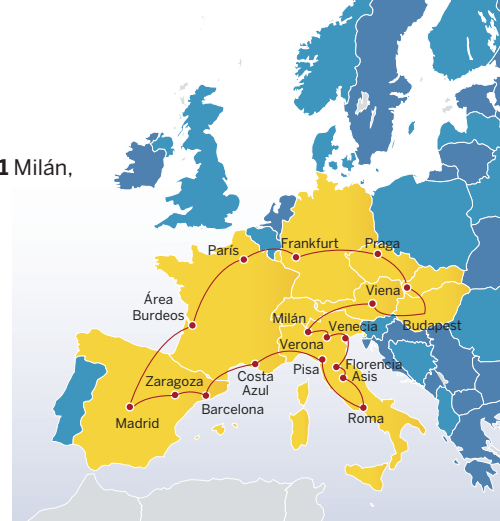 1 Milán,
París
Frankfurt
Praga
Área
Burdeos
Viena
Milán
Venecia
Budapest
Verona
Pisa
Florencia
Asis
Costa
Azul
Zaragoza
Barcelona
Madrid
Roma